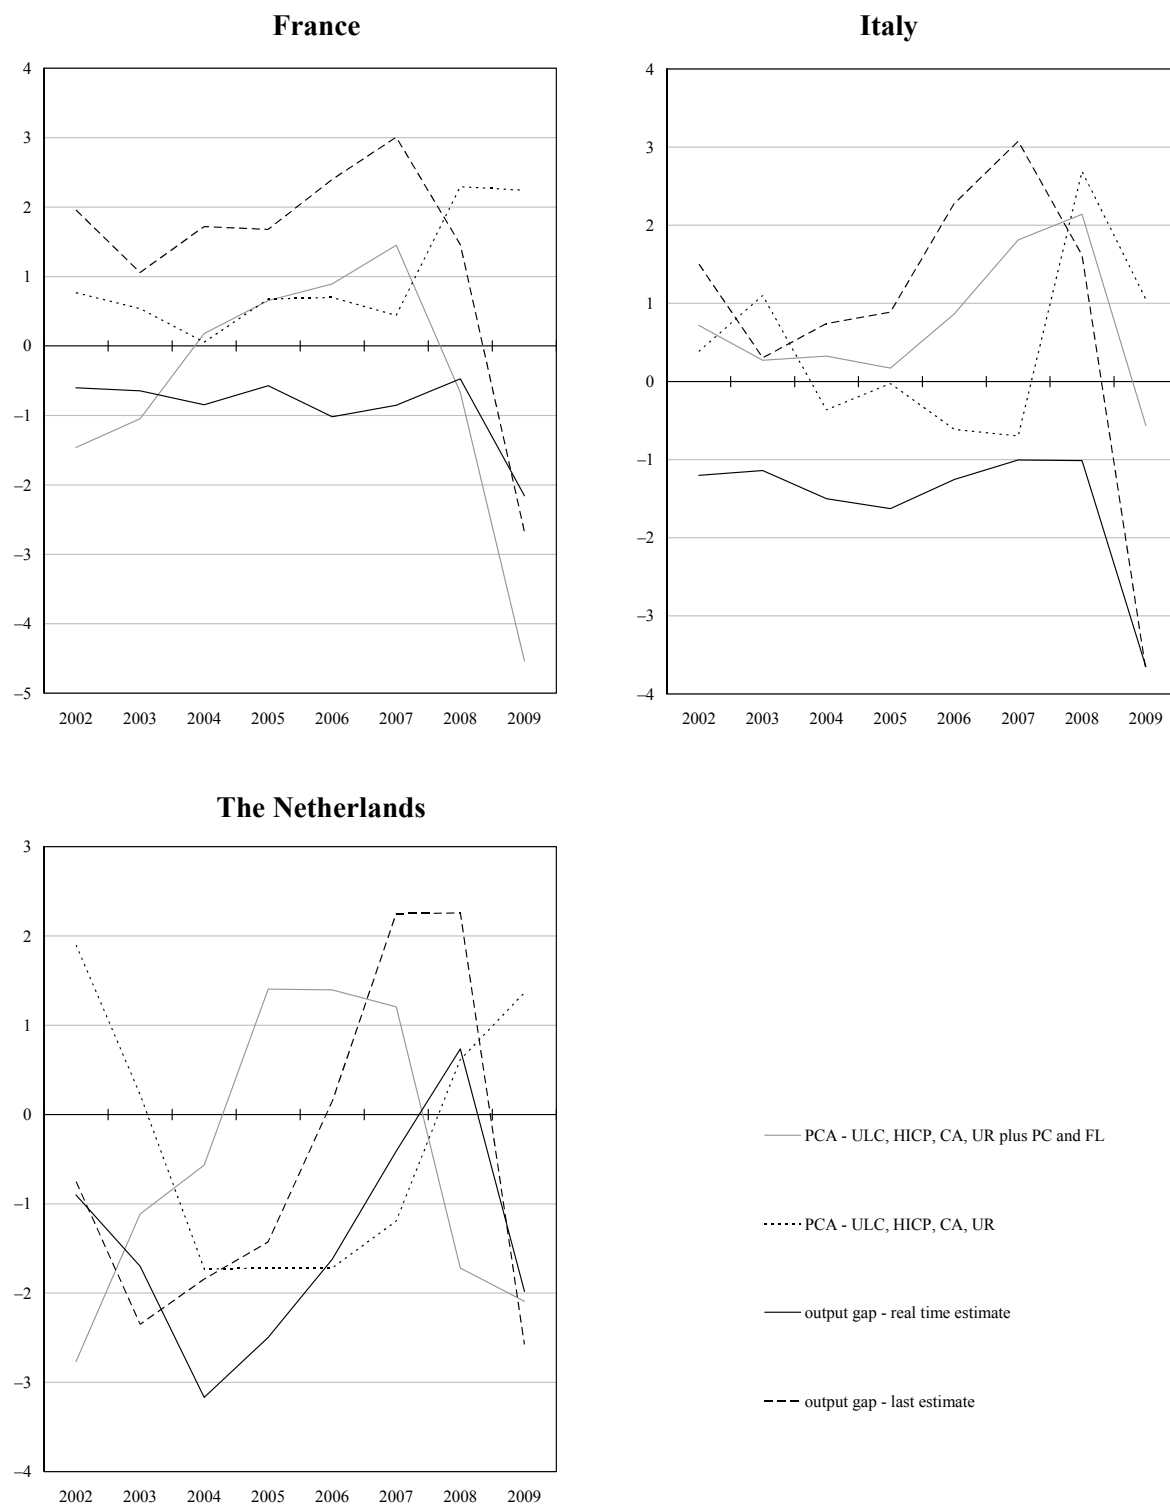 France
4
3
2
1
0
–1
–2
–3
–4
–5
2002 2003 2004 2005 2006 2007 2008 2009
Italy
4
3
2
1
0
–1
–2
–3
–4
2002 2003 2004 2005 2006 2007 2008 2009
The Netherlands
3
2
1
0
–1
–2
–3
–4
2002 2003 2004 2005 2006 2007 2008 2009
PCA - ULC, HICP, CA, UR plus PC and FL
PCA - ULC, HICP, CA, UR
output gap - real time estimate
output gap - last estimate